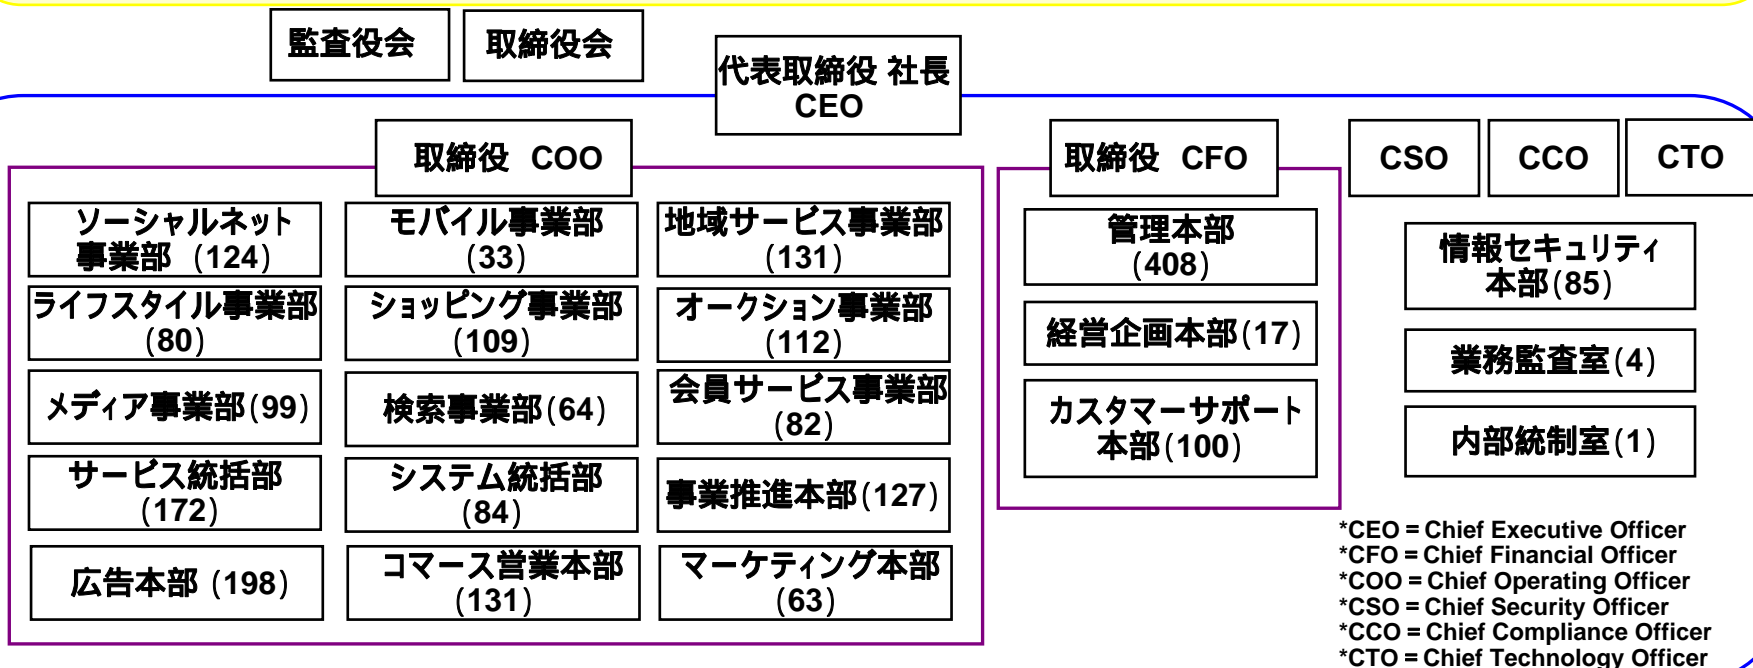 監査役会
取締役会
代表取締役 社長
CEO
取締役 COO
取締役 CFO
CSO
CCO
CTO
ソーシャルネット
事業部 (124)
モバイル事業部
(33)
地域サービス事業部
(131)
ライフスタイル事業部
(80)
ショッピング事業部
(109)
オークション事業部
(112)
メディア事業部(99)
検索事業部(64)
会員サービス事業部
(82)
サービス統括部
(172)
システム統括部
(84)
事業推進本部(127)
広告本部 (198)
コマース営業本部
(131)
マーケティング本部
(63)
管理本部
(408)
経営企画本部(17)
カスタマーサポート
本部(100)
情報セキュリティ
本部(85)
業務監査室(4)
内部統制室(1)
*CEO = Chief Executive Officer
*CFO = Chief Financial Officer
*COO = Chief Operating Officer
*CSO = Chief Security Officer
*CCO = Chief Compliance Officer
*CTO = Chief Technology Officer